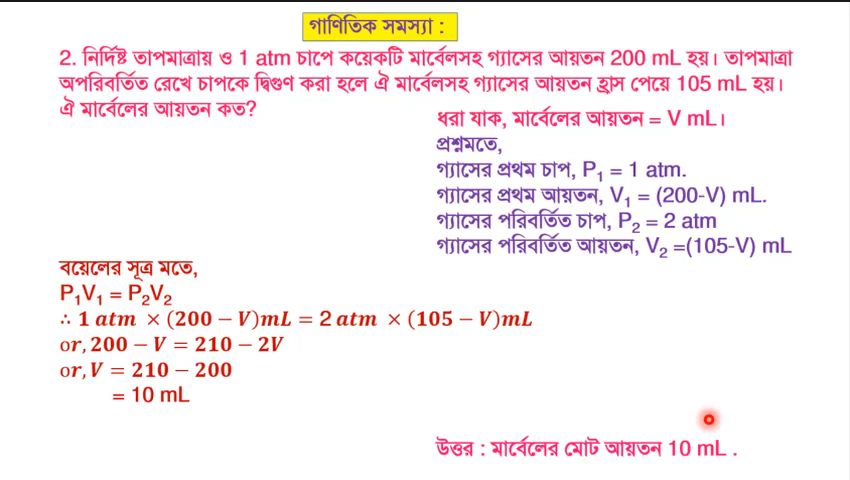 গাণিতিক সমস্যা :
2. নির্দিষ্ট তাপমাত্রায় ও 1 atm চাপে কয়েকটি মার্বেলসহ গ্যাসের আয়তন 200 mL হয়। তাপমাত্রা
অপরিবর্তিত রেখে চাপকে দ্বিগুণ করা হলে ঐ মার্বেলসহ গ্যাসের আয়তন হ্রাস পেয়ে 105 mL হয়।
ঐ মার্বেলের আয়তন কত?
ধরা যাক, মার্বেলের আয়তন = V mL।
প্রশ্নমতে,
গ্যাসের প্রথম চাপ, P₁ = 1 atm.
গ্যাসের প্রথম আয়তন, V₁ = (200-V) mL.
গ্যাসের পরিবর্তিত চাপ, P₂ = 2 atm
গ্যাসের পরিবর্তিত আয়তন, V₂ =(105-V) mL
বয়েলের সূত্র মতে,
P₁V₁ = P₂V₂
∴ 1 atm × (200 − V)mL = 2 atm × (105 − V)mL
or, 200 − V = 210 − 2V
or, V = 210 − 200
= 10 mL
উত্তর : মার্বেলের মোট আয়তন 10 mL .